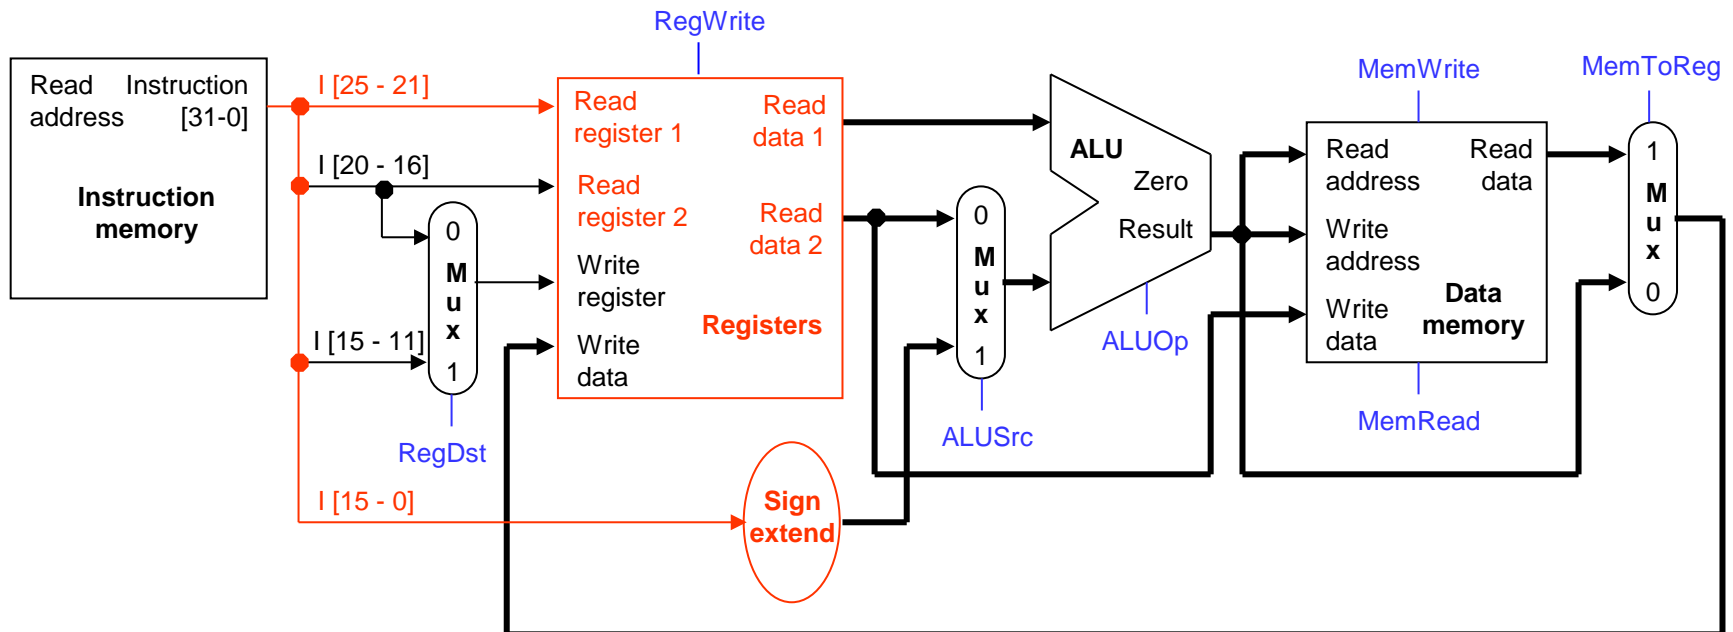 RegWrite
Read Instruction
address [31-0]
Instruction
memory
I [25 - 21]
I [20 - 16]
I [15 - 11]
I [15 - 0]
0
M
u
x
1
RegDst
Read
register 1
Read
data 1
Read
register 2
Read
data 2
Write
register
Registers
Write
data
Sign
extend
0
M
u
x
1
ALUSrc
ALU
Zero
Result
ALUOp
MemWrite
Read
address
Read
data
Write
address
Write
data
Data
memory
MemRead
MemToReg
1
M
u
x
0